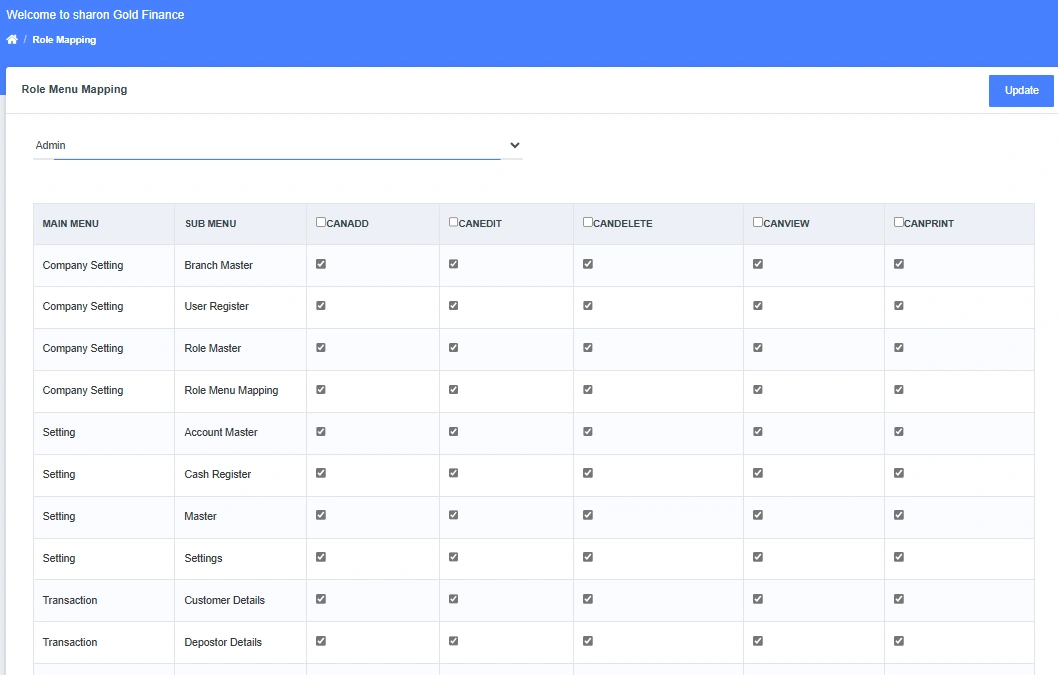 Welcome to sharon Gold Finance
/ Role Mapping
Role Menu Mapping
Update
Admin
MAIN MENU SUB MENU CANADD CANEDIT CANDELETE CANVIEW CANPRINT
Company Setting Branch Master
Company Setting User Register
Company Setting Role Master
Company Setting Role Menu Mapping
Setting Account Master
Setting Cash Register
Setting Master
Setting Settings
Transaction Customer Details
Transaction Depostor Details